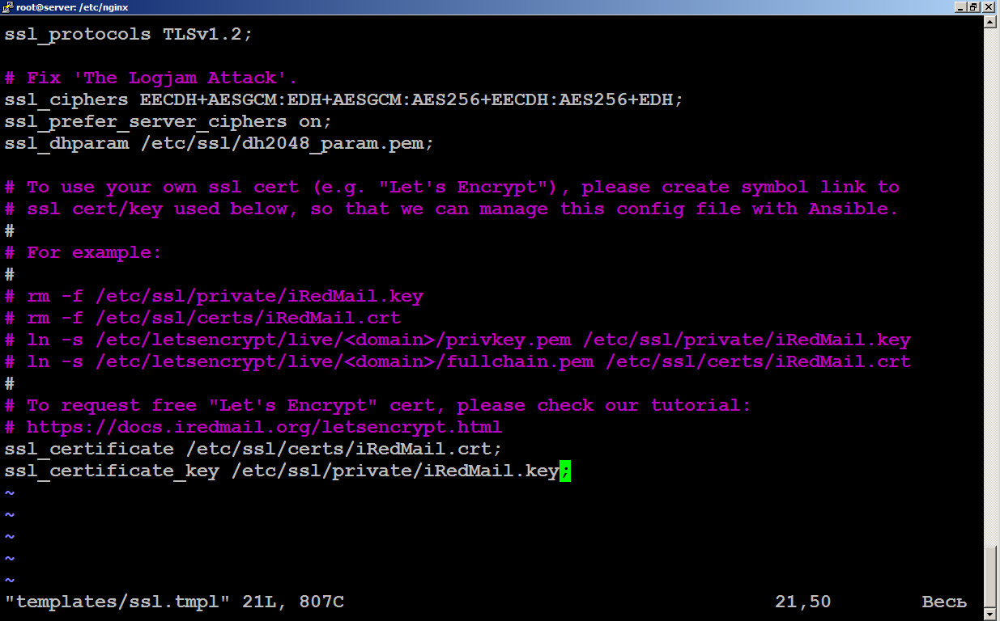 root@server: /etc/nginx
ssl_protocols TLSv1.2;
# Fix 'The Logjam Attack'.
ssl_ciphers EECDH+AESGCM:EDH+AESGCM:AES256+EECDH:AES256+EDH;
ssl_prefer_server_ciphers on;
ssl_dhparam /etc/ssl/dh2048_param.pem;
# To use your own ssl cert (e.g. "Let's Encrypt"), please create symbol link to
# ssl cert/key used below, so that we can manage this config file with Ansible.
#
# For example:
#
# rm -f /etc/ssl/private/iRedMail.key
# rm -f /etc/ssl/certs/iRedMail.crt
# ln -s /etc/letsencrypt/live/<domain>/privkey.pem /etc/ssl/private/iRedMail.key
# ln -s /etc/letsencrypt/live/<domain>/fullchain.pem /etc/ssl/certs/iRedMail.crt
#
# To request free "Let's Encrypt" cert, please check our tutorial:
# https://docs.iredmail.org/letsencrypt.html
ssl_certificate /etc/ssl/certs/iRedMail.crt;
ssl_certificate_key /etc/ssl/private/iRedMail.key;
~
~
~
~
~
"templates/ssl.tmpl" 21L, 807C 21,50 Весь